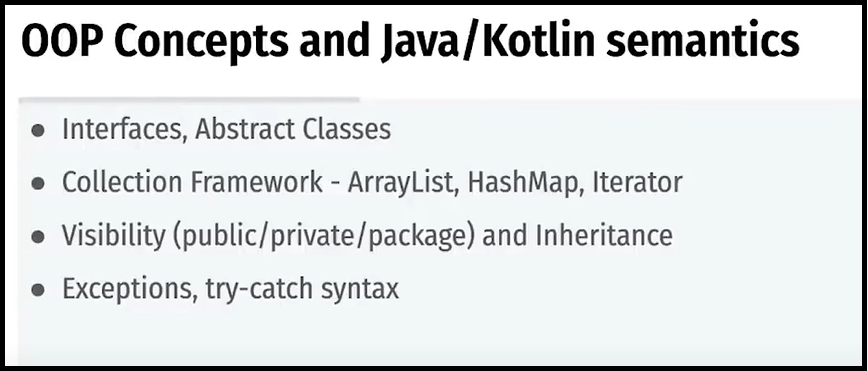 OOP Concepts and Java/Kotlin semantics
● Interfaces, Abstract Classes
● Collection Framework - ArrayList, HashMap, Iterator
● Visibility (public/private/package) and Inheritance
● Exceptions, try-catch syntax